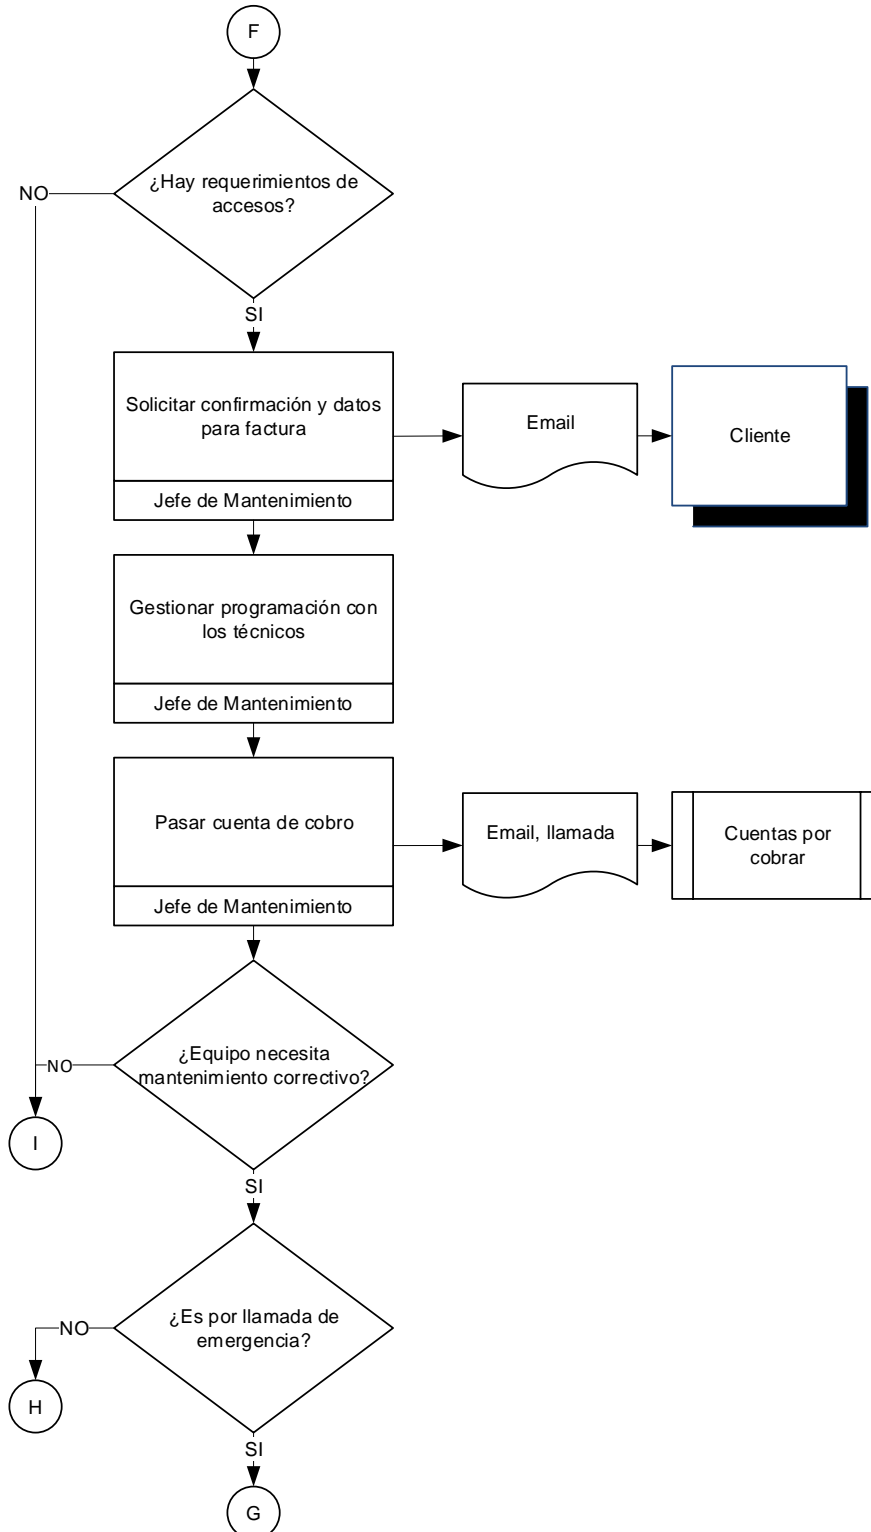 F
¿Hay requerimientos de
accesos?
NO
SI
Solicitar confirmación y datos
para factura
Jefe de Mantenimiento
Email
Cliente
Gestionar programación con
los técnicos
Jefe de Mantenimiento
Pasar cuenta de cobro
Jefe de Mantenimiento
Email, llamada
Cuentas por
cobrar
¿Equipo necesita
mantenimiento correctivo?
NO
I
SI
¿Es por llamada de
emergencia?
NO
H
SI
G